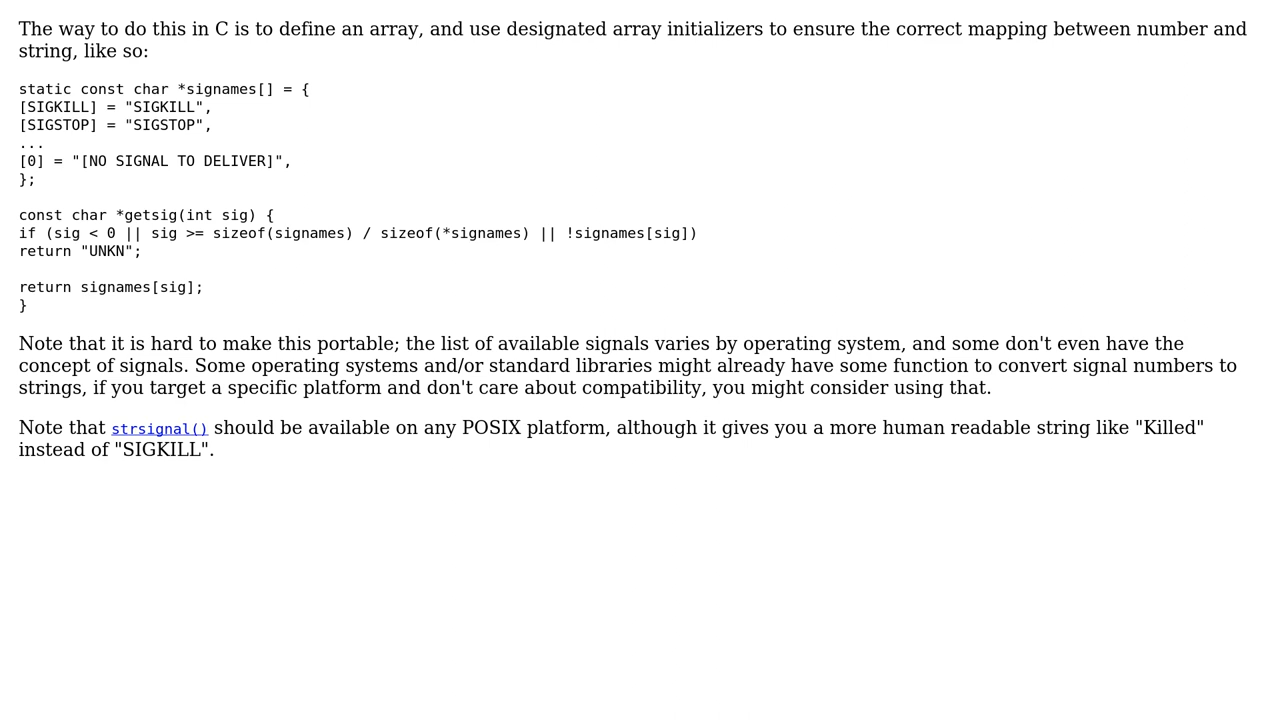 The way to do this in C is to define an array, and use designated array initializers to ensure the correct mapping between number and
string, like so:
static const char *signames[] = {
[SIGKILL] = "SIGKILL",
[SIGSTOP] = "SIGSTOP",
...
[0] = "[NO SIGNAL TO DELIVER]",
};
const char *getsig(int sig) {
if (sig < 0 || sig >= sizeof(signames) / sizeof(*signames) || !signames[sig])
return "UNKN";
return signames[sig];
}
Note that it is hard to make this portable; the list of available signals varies by operating system, and some don't even have the
concept of signals. Some operating systems and/or standard libraries might already have some function to convert signal numbers to
strings, if you target a specific platform and don't care about compatibility, you might consider using that.
Note that strsignal() should be available on any POSIX platform, although it gives you a more human readable string like "Killed"
instead of "SIGKILL".